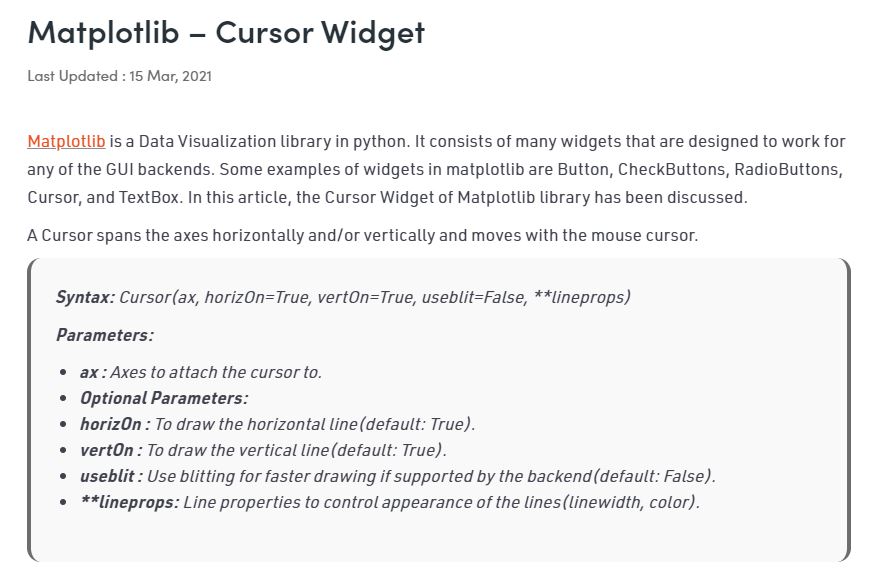 Matplotlib – Cursor Widget
Last Updated : 15 Mar, 2021
Matplotlib is a Data Visualization library in python. It consists of many widgets that are designed to work for
any of the GUI backends. Some examples of widgets in matplotlib are Button, CheckButtons, RadioButtons,
Cursor, and TextBox. In this article, the Cursor Widget of Matplotlib library has been discussed.
A Cursor spans the axes horizontally and/or vertically and moves with the mouse cursor.
Syntax: Cursor(ax, horizOn=True, vertOn=True, useblit=False, **lineprops)
Parameters:
• ax : Axes to attach the cursor to.
• Optional Parameters:
• horizOn : To draw the horizontal line(default: True).
• vertOn : To draw the vertical line(default: True).
• useblit : Use blitting for faster drawing if supported by the backend(default: False).
• **lineprops: Line properties to control appearance of the lines(linewidth, color).